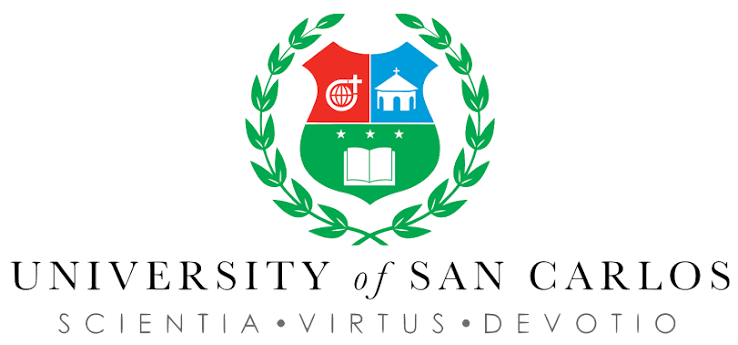 UNIVERSITY of SAN CARLOS
SCIENTIA • VIRTUS • DEVOTIO